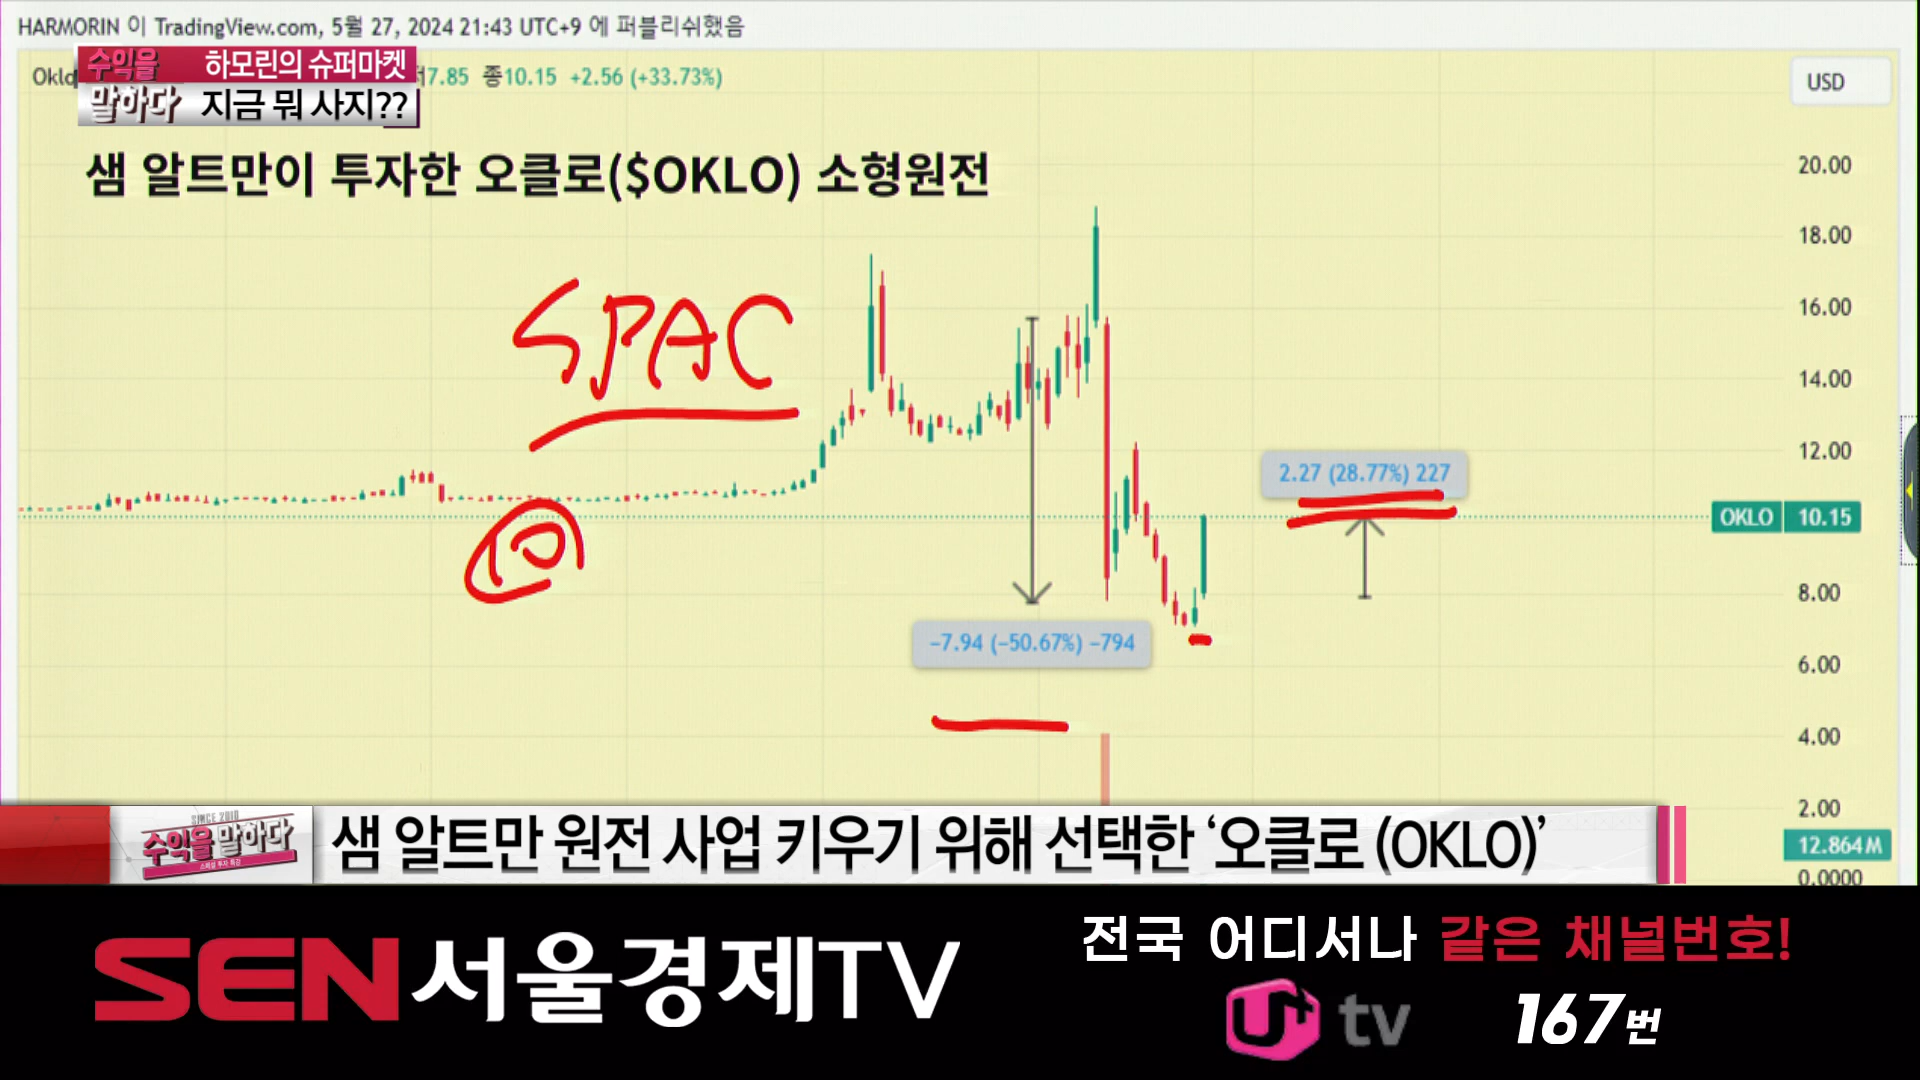 HARMORIN 이 TradingView.com, 5월 27, 2024 21:43 UTC+9 에 퍼블리쉬했음
수익을 말하다
하모린의 슈퍼마켓
지금 뭐 사지??
7.85 종10.15 +2.56 (+33.73%)
USD
샘 알트만이 투자한 오클로($OKLO) 소형원전
SPAC
10
20.00
18.00
16.00
14.00
12.00
OKLO 10.15
8.00
6.00
4.00
2.00
12.864M
0.0000
2.27 (28.77%) 227
−7.94 (−50.67%) −794
SINCE 2010
수익을 말하다
샘 알트만 원전 사업 키우기 위해 선택한 ‘오클로 (OKLO)’
SEN서울경제TV
전국 어디서나 같은 채널번호!
U+ tv
167번